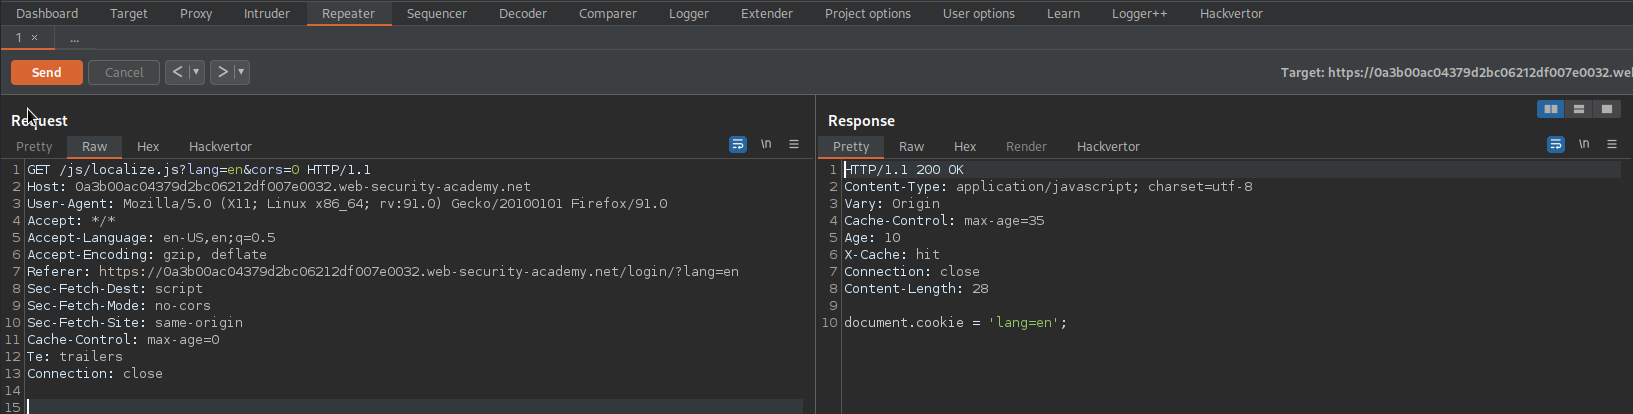 Dashboard Target Proxy Intruder Repeater Sequencer Decoder Comparer Logger Extender Project options User options Learn Logger++ Hackvertor
1 × ...
Send Cancel < ▼ > ▼ Target: https://0a3b00ac04379d2bc06212df007e0032.we
Request
Pretty Raw Hex Hackvertor \n ≡
1 GET /js/localize.js?lang=en&cors=0 HTTP/1.1
2 Host: 0a3b00ac04379d2bc06212df007e0032.web-security-academy.net
3 User-Agent: Mozilla/5.0 (X11; Linux x86_64; rv:91.0) Gecko/20100101 Firefox/91.0
4 Accept: */*
5 Accept-Language: en-US,en;q=0.5
6 Accept-Encoding: gzip, deflate
7 Referer: https://0a3b00ac04379d2bc06212df007e0032.web-security-academy.net/login/?lang=en
8 Sec-Fetch-Dest: script
9 Sec-Fetch-Mode: no-cors
10 Sec-Fetch-Site: same-origin
11 Cache-Control: max-age=0
12 Te: trailers
13 Connection: close
14
15
Response
Pretty Raw Hex Render Hackvertor \n ≡
1 HTTP/1.1 200 OK
2 Content-Type: application/javascript; charset=utf-8
3 Vary: Origin
4 Cache-Control: max-age=35
5 Age: 10
6 X-Cache: hit
7 Connection: close
8 Content-Length: 28
9
10 document.cookie = 'lang=en';